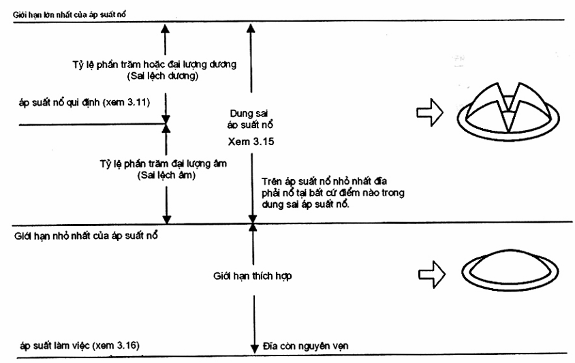 Giới hạn lớn nhất của áp suất nổ
Tỷ lệ phần trăm hoặc đại lượng dương
(Sai lệch dương)
áp suất nổ qui định (xem 3.11)
Dung sai
áp suất nổ
Xem 3.15
Tỷ lệ phần trăm đại lượng âm
(Sai lệch âm)
Trên áp suất nổ nhỏ nhất đĩa
phải nổ tại bất cứ điểm nào trong
dung sai áp suất nổ.
Giới hạn nhỏ nhất của áp suất nổ
Giới hạn thích hợp
áp suất làm việc (xem 3.16)
Đĩa còn nguyên vẹn